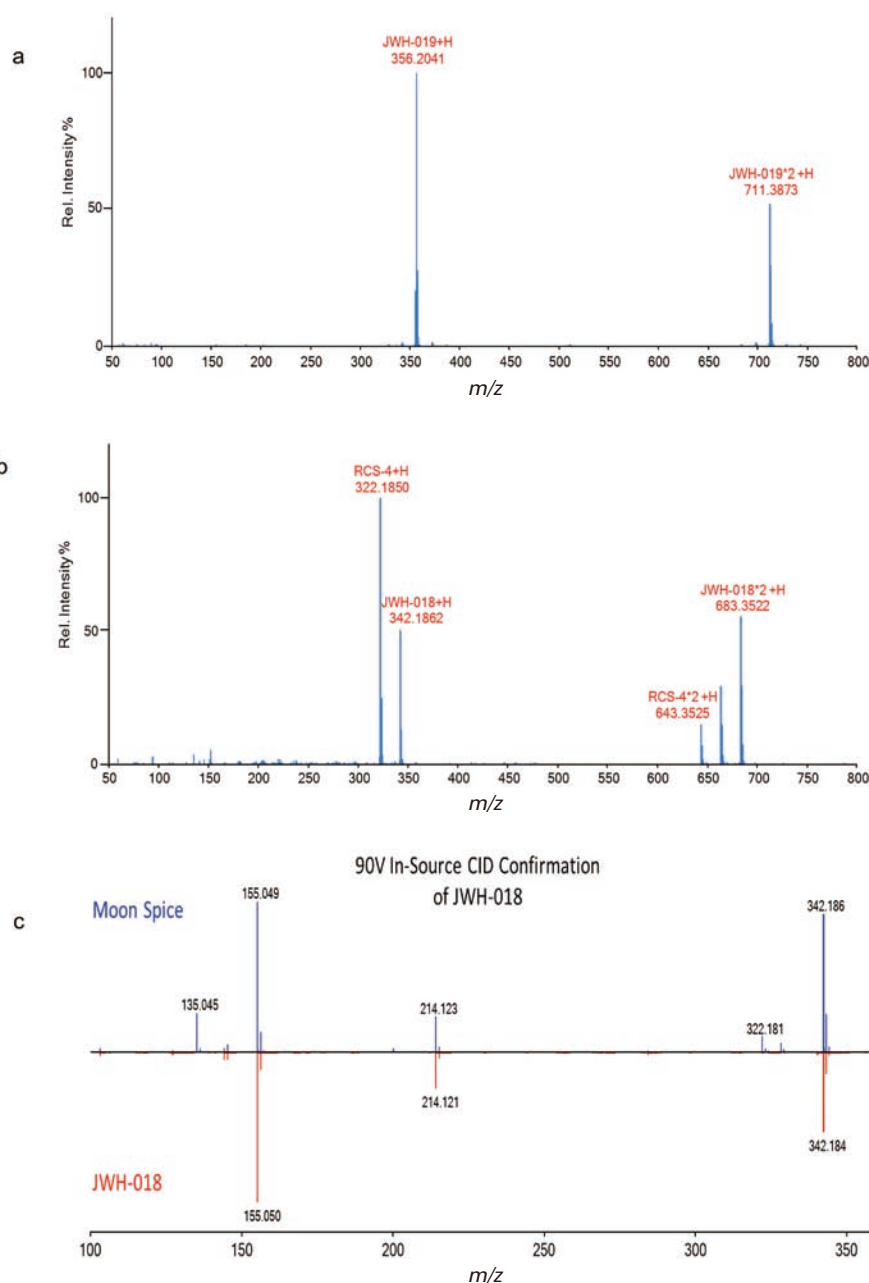 a
JWH-019+H
356.2041
100
JWH-019*2 +H
711.3873
Rel. Intensity %
50
0
50 100 150 200 250 300 350 400 450 500 550 600 650 700 750 800
m/z
b
RCS-4+H
322.1850
100
JWH-018+H
342.1862
JWH-018*2 +H
683.3522
Rel. Intensity %
50
RCS-4*2 +H
643.3525
0
50 100 150 200 250 300 350 400 450 500 550 600 650 700 750 800
m/z
90V In-Source CID Confirmation
of JWH-018
c
Moon Spice
155.049
342.186
135.045
214.123
322.181
214.121
342.184
JWH-018
155.050
100 150 200 250 300 350
m/z